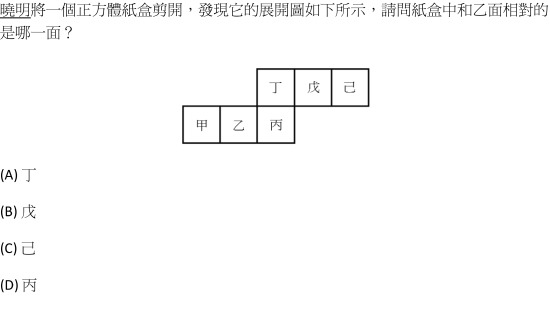 曉明將一個正方體紙盒剪開，發現它的展開圖如下所示，請問紙盒中和乙面相對的
是哪一面？
丁 戊 己
甲 乙 丙
(A) 丁
(B) 戊
(C) 己
(D) 丙